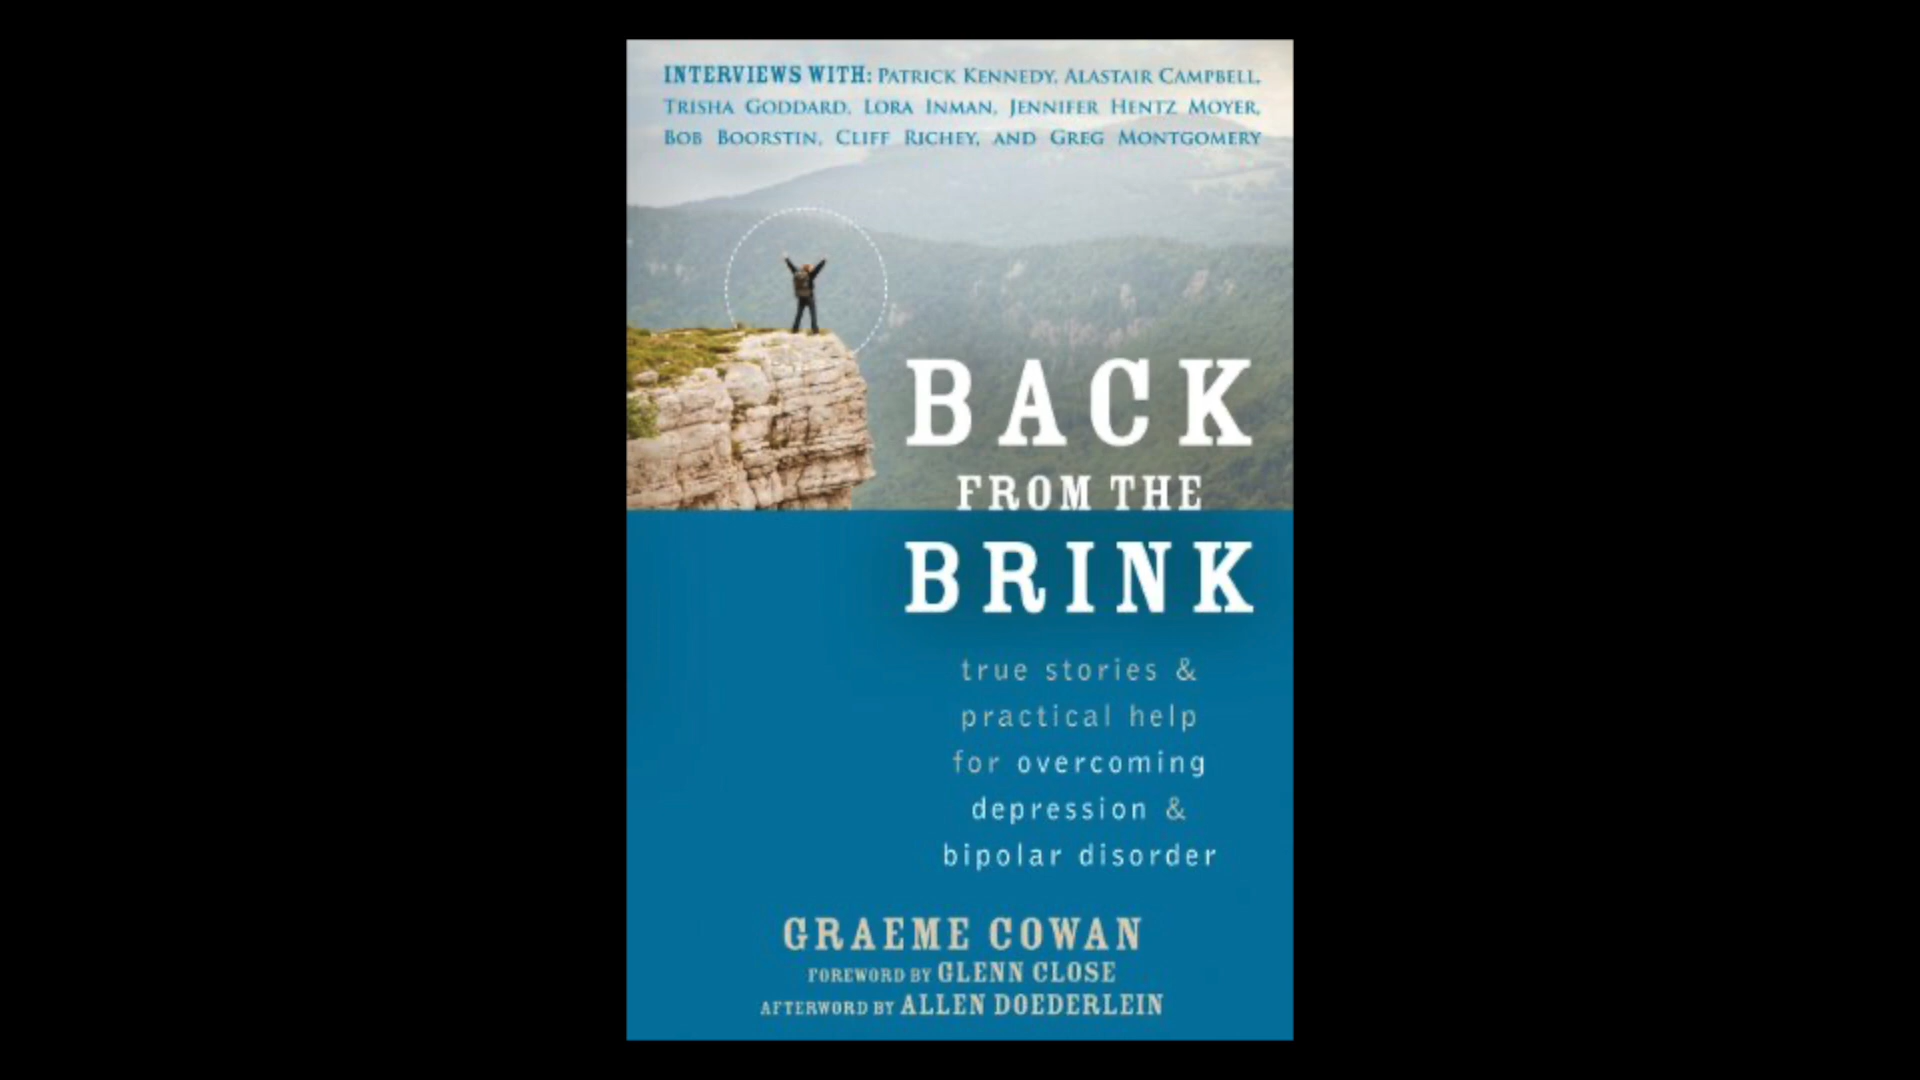 INTERVIEWS WITH: PATRICK KENNEDY, ALASTAIR CAMPBELL,
TRISHA GODDARD, LORA INMAN, JENNIFER HENTZ MOYER,
BOB BOORSTIN, CLIFF RICHEY, AND GREG MONTGOMERY
BACK
FROM THE
BRINK
true stories &
practical help
for overcoming
depression &
bipolar disorder
GRAEME COWAN
FOREWORD BY GLENN CLOSE
AFTERWORD BY ALLEN DOEDERLEIN